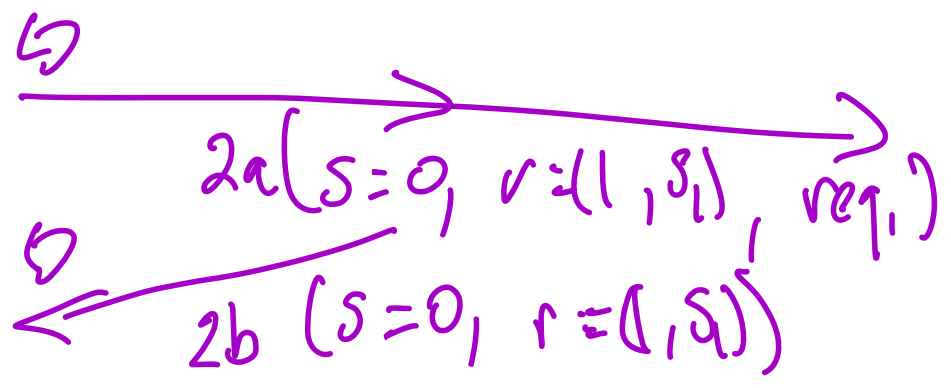 2a(S=0, r=(1, S₁), req₁)
2b (S=0, r=(1, S₁))